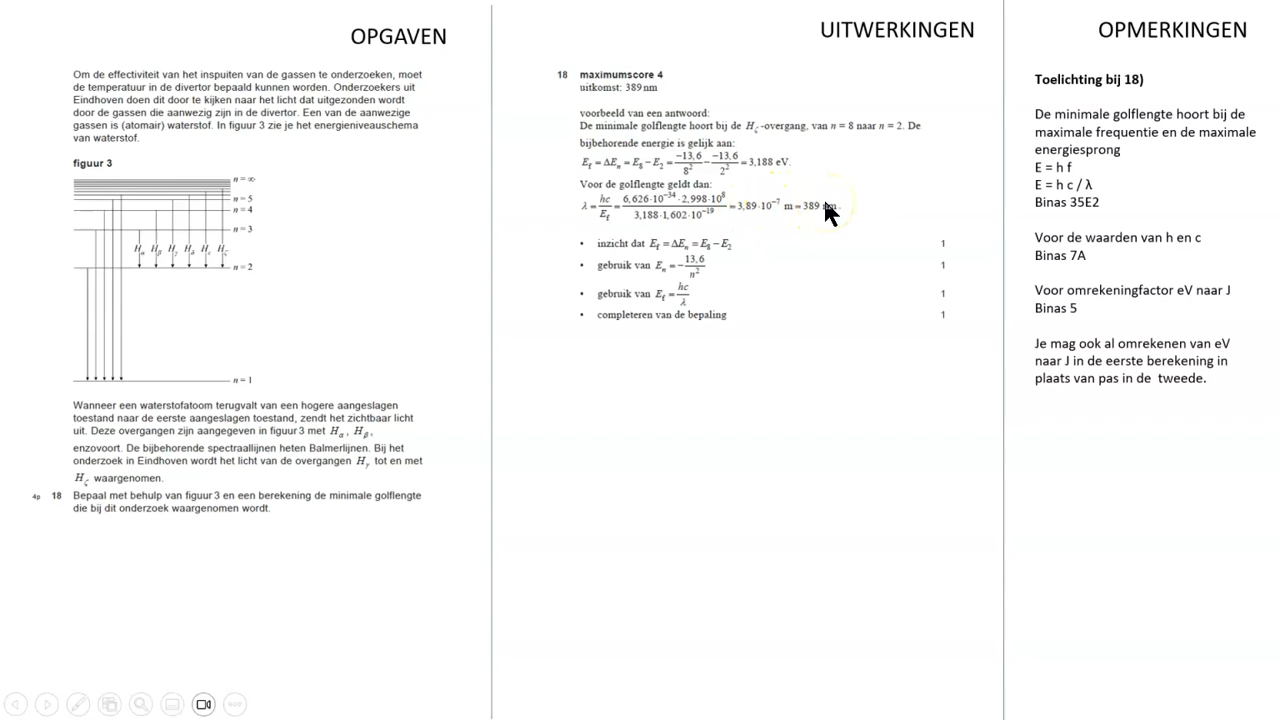 OPGAVEN
Om de effectiviteit van het inspuiten van de gassen te onderzoeken, moet
de temperatuur in de divertor bepaald kunnen worden. Onderzoekers uit
Eindhoven doen dit door te kijken naar het licht dat uitgezonden wordt
door de gassen die aanwezig zijn in de divertor. Een van de aanwezige
gassen is (atomair) waterstof. In figuur 3 zie je het energieniveauschema
van waterstof.
figuur 3
n = ∞
n = 5
n = 4
n = 3
Hα Hβ Hγ Hδ Hε Hζ
n = 2
n = 1
Wanneer een waterstofatoom terugvalt van een hogere aangeslagen
toestand naar de eerste aangeslagen toestand, zendt het zichtbaar licht
uit. Deze overgangen zijn aangegeven in figuur 3 met Hα, Hβ,
enzovoort. De bijbehorende spectraallijnen heten Balmerlijnen. Bij het
onderzoek in Eindhoven wordt het licht van de overgangen Hγ tot en met
Hζ waargenomen.
4p 18 Bepaal met behulp van figuur 3 en een berekening de minimale golflengte
die bij dit onderzoek waargenomen wordt.
UITWERKINGEN
18 maximumscore 4
uitkomst: 389 nm
voorbeeld van een antwoord:
De minimale golflengte hoort bij de Hζ-overgang, van n = 8 naar n = 2. De
bijbehorende energie is gelijk aan:
Ef = ΔEn = E8 − E2 = −13,6/8² − −13,6/2² = 3,188 eV.
Voor de golflengte geldt dan:
λ = hc/Ef = 6,626·10⁻³⁴ · 2,998·10⁸ / 3,188·1,602·10⁻¹⁹ = 3,89·10⁻⁷ m = 389
• inzicht dat Ef = ΔEn = E8 − E2 1
• gebruik van En = −13,6/n² 1
• gebruik van Ef = hc/λ 1
• completeren van de bepaling 1
OPMERKINGEN
Toelichting bij 18)
De minimale golflengte hoort bij de
maximale frequentie en de maximale
energiesprong
E = h f
E = h c / λ
Binas 35E2
Voor de waarden van h en c
Binas 7A
Voor omrekeningfactor eV naar J
Binas 5
Je mag ook al omrekenen van eV
naar J in de eerste berekening in
plaats van pas in de tweede.